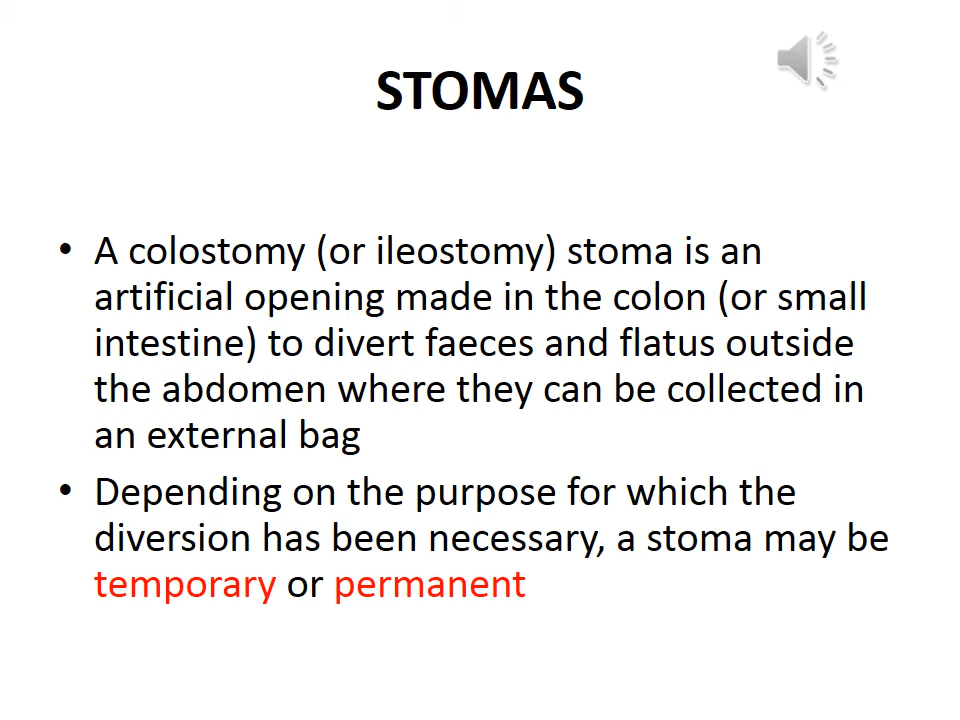 STOMAS
• A colostomy (or ileostomy) stoma is an
artificial opening made in the colon (or small
intestine) to divert faeces and flatus outside
the abdomen where they can be collected in
an external bag
• Depending on the purpose for which the
diversion has been necessary, a stoma may be
temporary or permanent